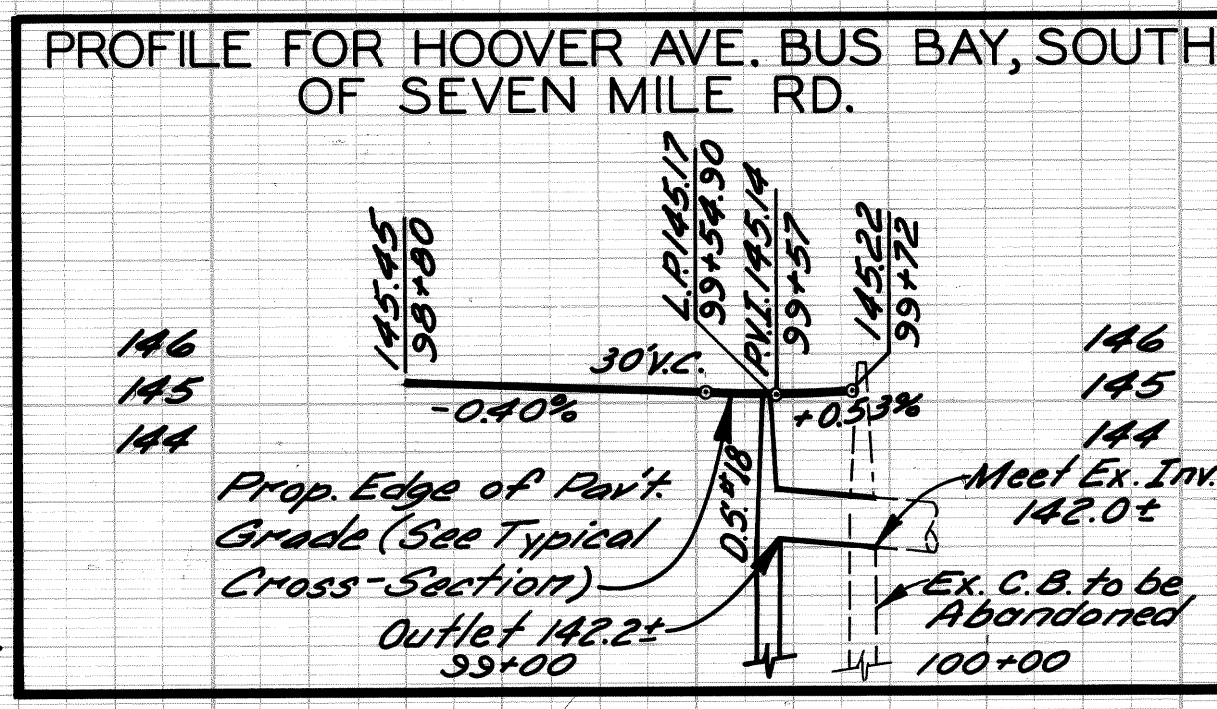 PROFILE FOR HOOVER AVE. BUS BAY, SOUTH
OF SEVEN MILE RD.
145.45
98+80
L.P. 145.17
99+54.90
P.V.I. 145.14
99+57
145.22
99+72
146
145
144
146
145
144
30' V.C.
-0.40%
+0.53%
Prop. Edge of Pav't.
Grade (See Typical
Cross-Section)
D.S. #18
Outlet 142.2±
99+00
Meet Ex. Inv.
142.0±
Ex. C.B. to be
Abandoned
100+00